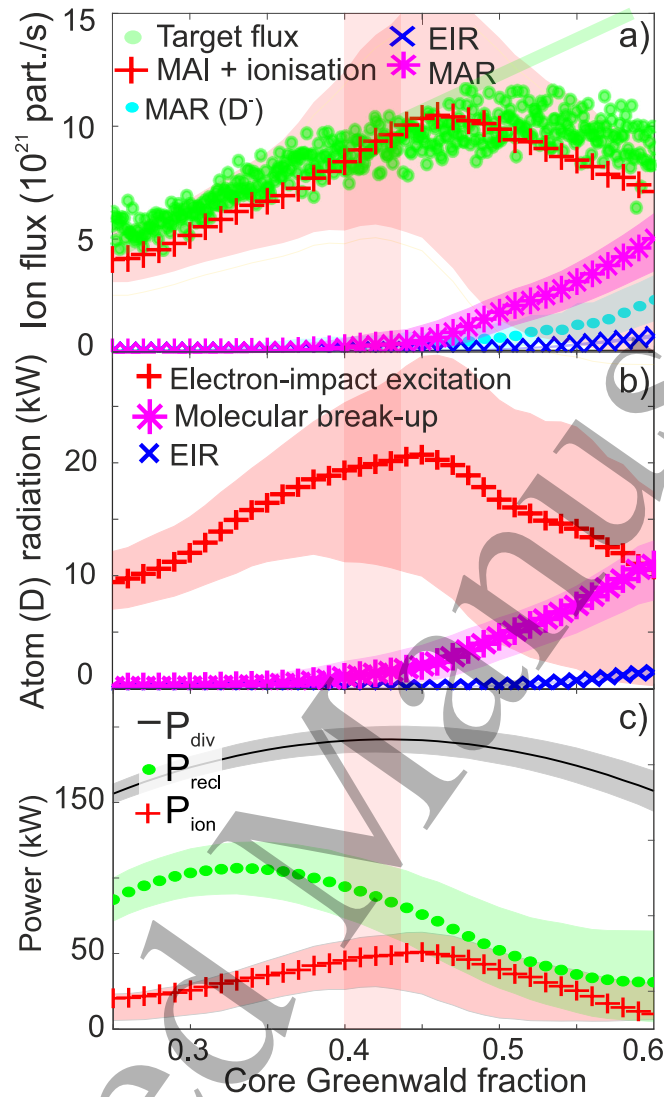 15
a)
Target flux
EIR
MAI + ionisation
MAR
MAR (D⁻)
10
5
0
Ion flux (10²¹ part./s)
b)
Electron-impact excitation
Molecular break-up
EIR
20
10
0
Atom (D) radiation (kW)
c)
P_div
P_recl
P_ion
150
50
0
Power (kW)
0.3
0.4
0.5
0.6
Core Greenwald fraction
ed Manus